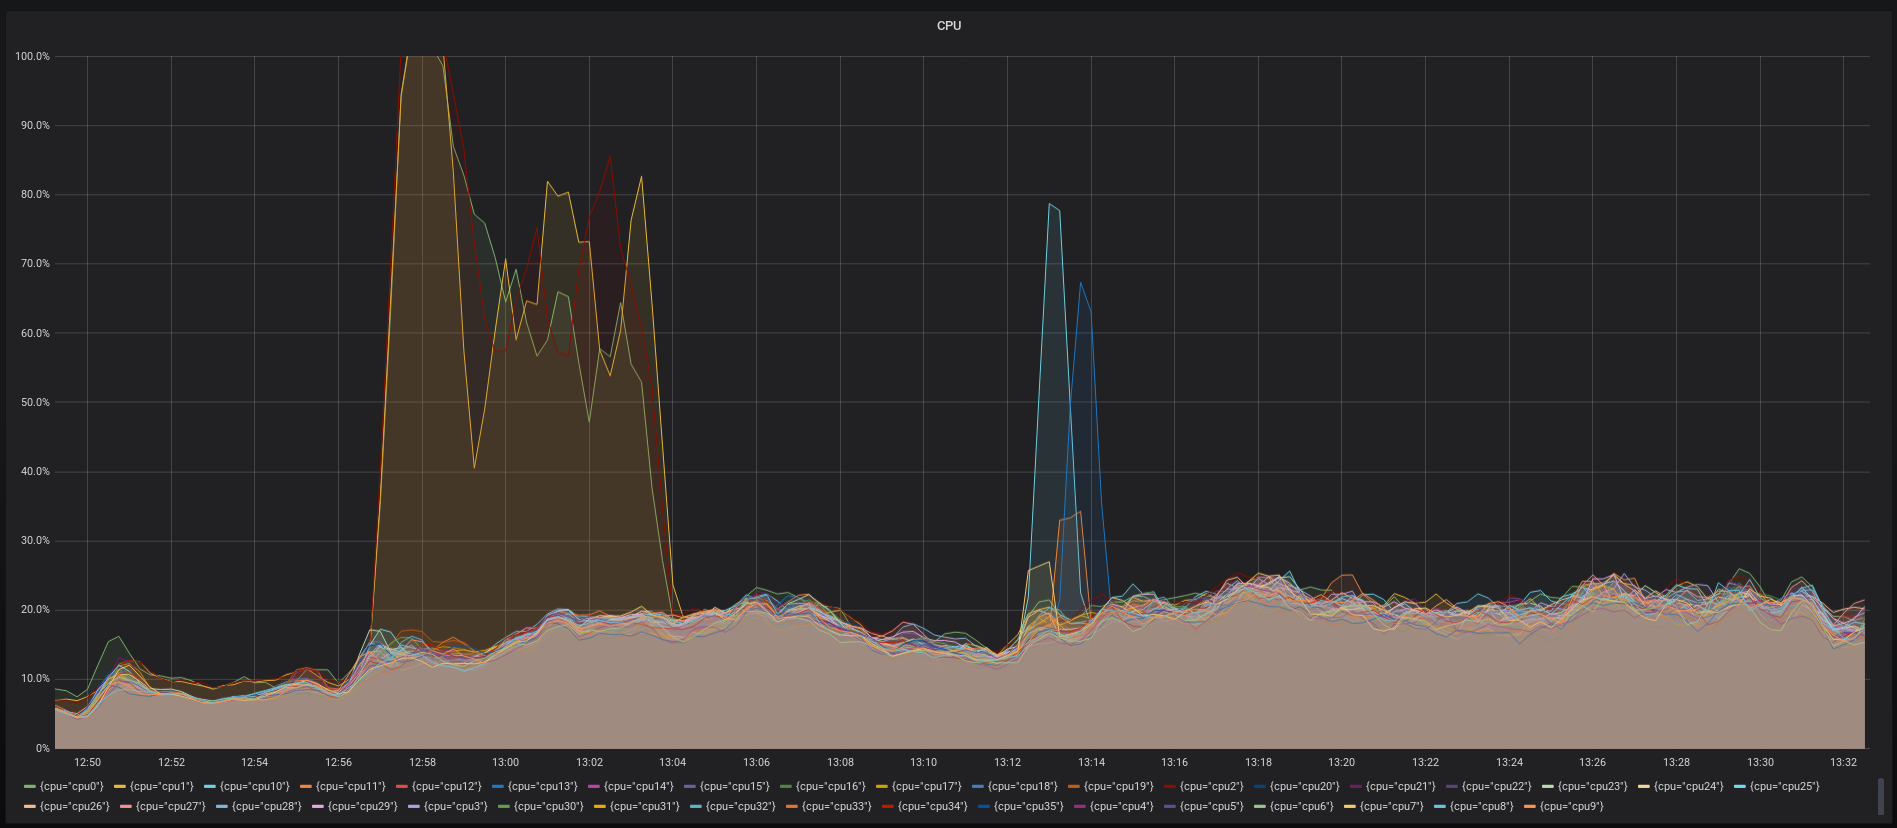 CPU
100.0%
90.0%
80.0%
70.0%
60.0%
50.0%
40.0%
30.0%
20.0%
10.0%
0%
12:50 12:52 12:54 12:56 12:58 13:00 13:02 13:04 13:06 13:08 13:10 13:12 13:14 13:16 13:18 13:20 13:22 13:24 13:26 13:28 13:30 13:32
{cpu="cpu0"} {cpu="cpu1"} {cpu="cpu10"} {cpu="cpu11"} {cpu="cpu12"} {cpu="cpu13"} {cpu="cpu14"} {cpu="cpu15"} {cpu="cpu16"} {cpu="cpu17"} {cpu="cpu18"} {cpu="cpu19"} {cpu="cpu2"} {cpu="cpu20"} {cpu="cpu21"} {cpu="cpu22"} {cpu="cpu23"} {cpu="cpu24"} {cpu="cpu25"}
{cpu="cpu26"} {cpu="cpu27"} {cpu="cpu28"} {cpu="cpu29"} {cpu="cpu3"} {cpu="cpu30"} {cpu="cpu31"} {cpu="cpu32"} {cpu="cpu33"} {cpu="cpu34"} {cpu="cpu35"} {cpu="cpu4"} {cpu="cpu5"} {cpu="cpu6"} {cpu="cpu7"} {cpu="cpu8"} {cpu="cpu9"}